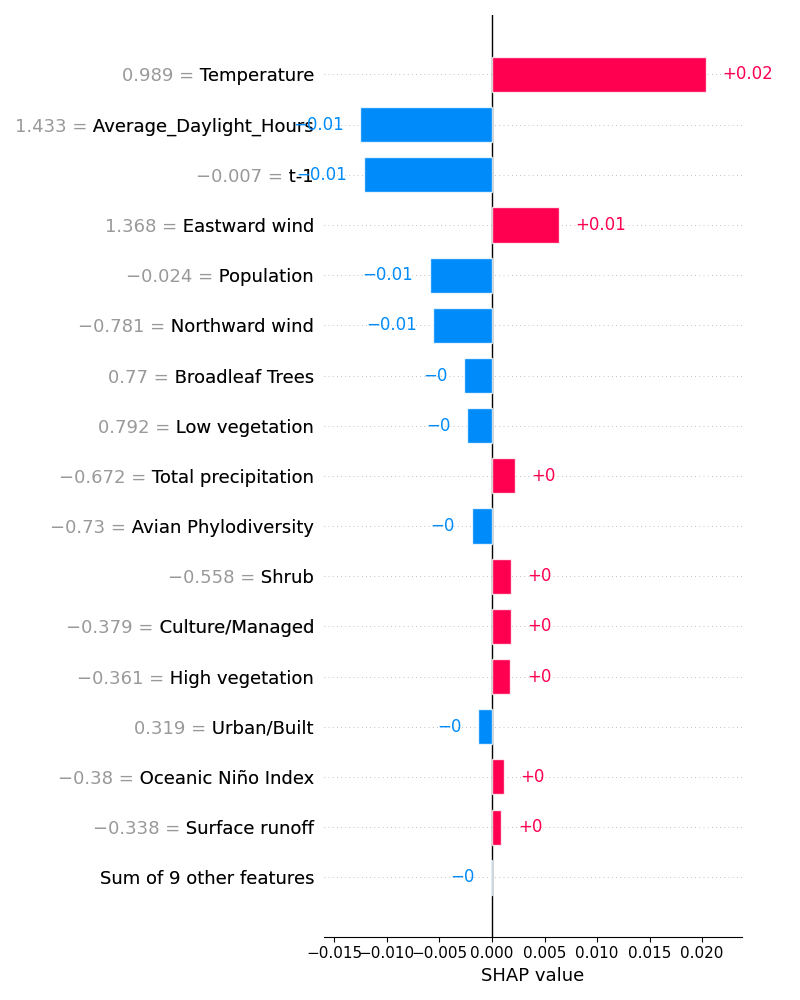 0.989 = Temperature +0.02
1.433 = Average_Daylight_Hours −0.01
−0.007 = t-1 −0.01
1.368 = Eastward wind +0.01
−0.024 = Population −0.01
−0.781 = Northward wind −0.01
0.77 = Broadleaf Trees −0
0.792 = Low vegetation −0
−0.672 = Total precipitation +0
−0.73 = Avian Phylodiversity −0
−0.558 = Shrub +0
−0.379 = Culture/Managed +0
−0.361 = High vegetation +0
0.319 = Urban/Built −0
−0.38 = Oceanic Niño Index +0
−0.338 = Surface runoff +0
Sum of 9 other features −0
−0.015 −0.010 −0.005 0.000 0.005 0.010 0.015 0.020
SHAP value